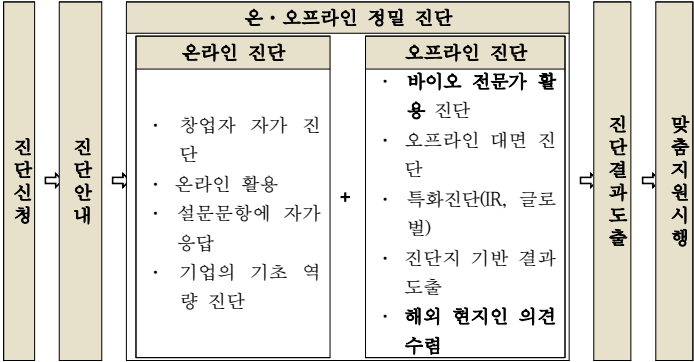 진단신청
진단안내
온·오프라인 정밀 진단
온라인 진단
· 창업자 자가 진
단
· 온라인 활용
· 설문문항에 자가
응답
· 기업의 기초 역
량 진단
+
오프라인 진단
· 바이오 전문가 활
용 진단
· 오프라인 대면 진
단
· 특화진단(IR, 글로
벌)
· 진단지 기반 결과
도출
· 해외 현지인 의견
수렴
진단결과도출
맞춤지원시행